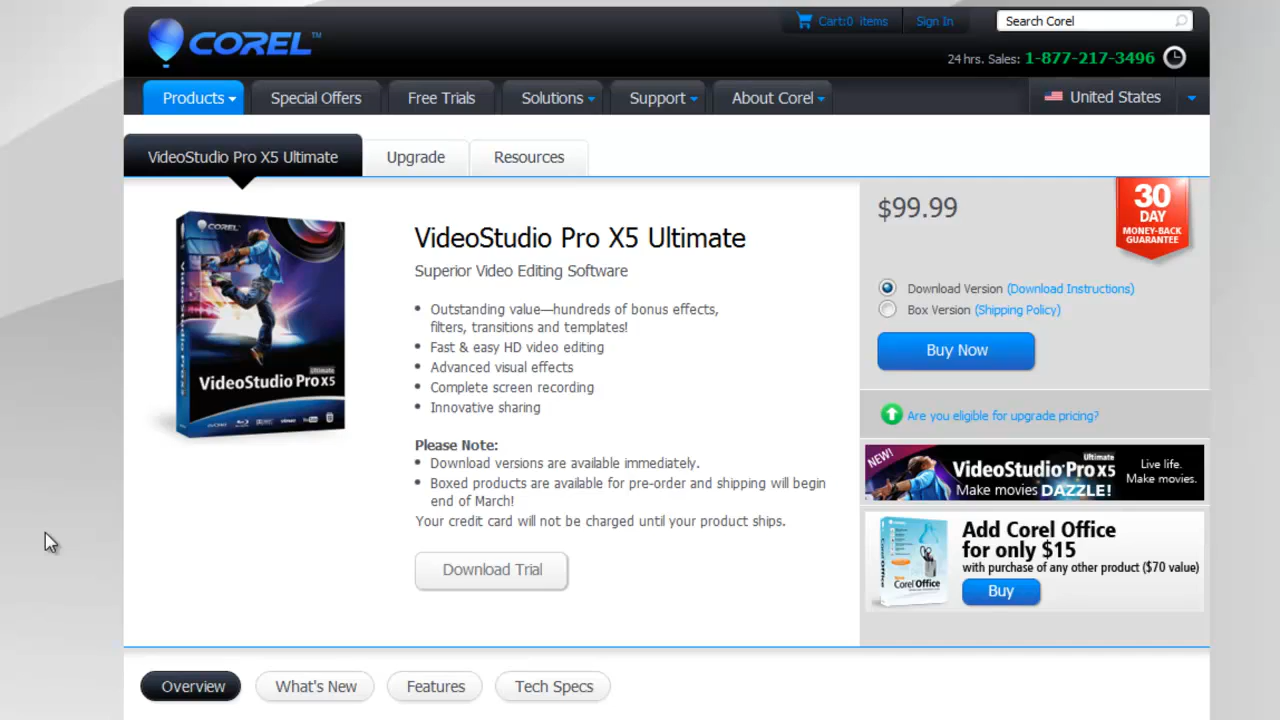 Cart:0 items
Sign In
Search Corel
COREL™
24 hrs. Sales: 1-877-217-3496
Products
Special Offers
Free Trials
Solutions
Support
About Corel
United States
VideoStudio Pro X5 Ultimate
Upgrade
Resources
COREL
Ultimate
VideoStudio Pro X5
VideoStudio Pro X5 Ultimate
Superior Video Editing Software
Outstanding value—hundreds of bonus effects,
filters, transitions and templates!
Fast & easy HD video editing
Advanced visual effects
Complete screen recording
Innovative sharing
Please Note:
Download versions are available immediately.
Boxed products are available for pre-order and shipping will begin
end of March!
Your credit card will not be charged until your product ships.
Download Trial
$99.99
30
DAY
MONEY-BACK
GUARANTEE
Download Version (Download Instructions)
Box Version (Shipping Policy)
Buy Now
Are you eligible for upgrade pricing?
NEW!
Ultimate
VideoStudio Pro X5
Make movies DAZZLE!
Live life.
Make movies.
Corel Office
Add Corel Office
for only $15
with purchase of any other product ($70 value)
Buy
Overview
What's New
Features
Tech Specs